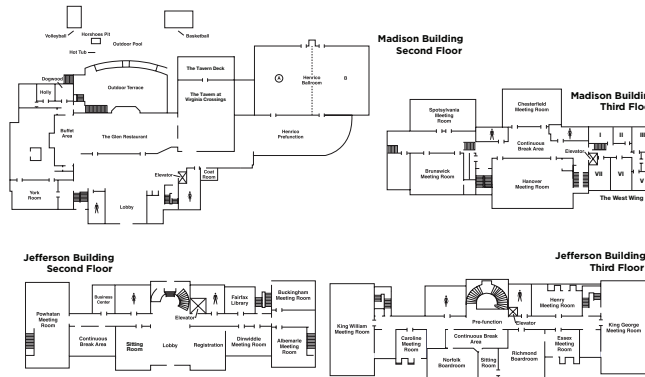 Volleyball
Horshoes Pit
Outdoor Pool
Basketball
Hot Tub
Madison Building
Second Floor
Dogwood
Holly
Outdoor Terrace
The Tavern Deck
The Tavern at
Virginia Crossings
A
Henrico
Ballroom
B
Buffet
Area
The Glen Restaurant
Henrico
Prefunction
Elevator
Coat
Room
York
Room
Lobby
Madison Buildin
Third Floo
Spotsylvania
Meeting
Room
Chesterfield
Meeting Room
Continuous
Break Area
Elevator
I
II
III
VII
VI
V
Brunswick
Meeting Room
Hanover
Meeting Room
The West Wing
Jefferson Building
Second Floor
Powhatan
Meeting
Room
Business
Center
Fairfax
Library
Buckingham
Meeting Room
Elevator
Continuous
Break Area
Sitting
Room
Lobby
Registration
Dinwiddie
Meeting Room
Albemarle
Meeting
Room
Jefferson Building
Third Floor
King William
Meeting Room
Henry
Meeting Room
King George
Meeting Room
Pre-function
Elevator
Caroline
Meeting
Room
Continuous Break
Area
Essex
Meeting
Room
Norfolk
Boardroom
Sitting
Room
Richmond
Boardroom